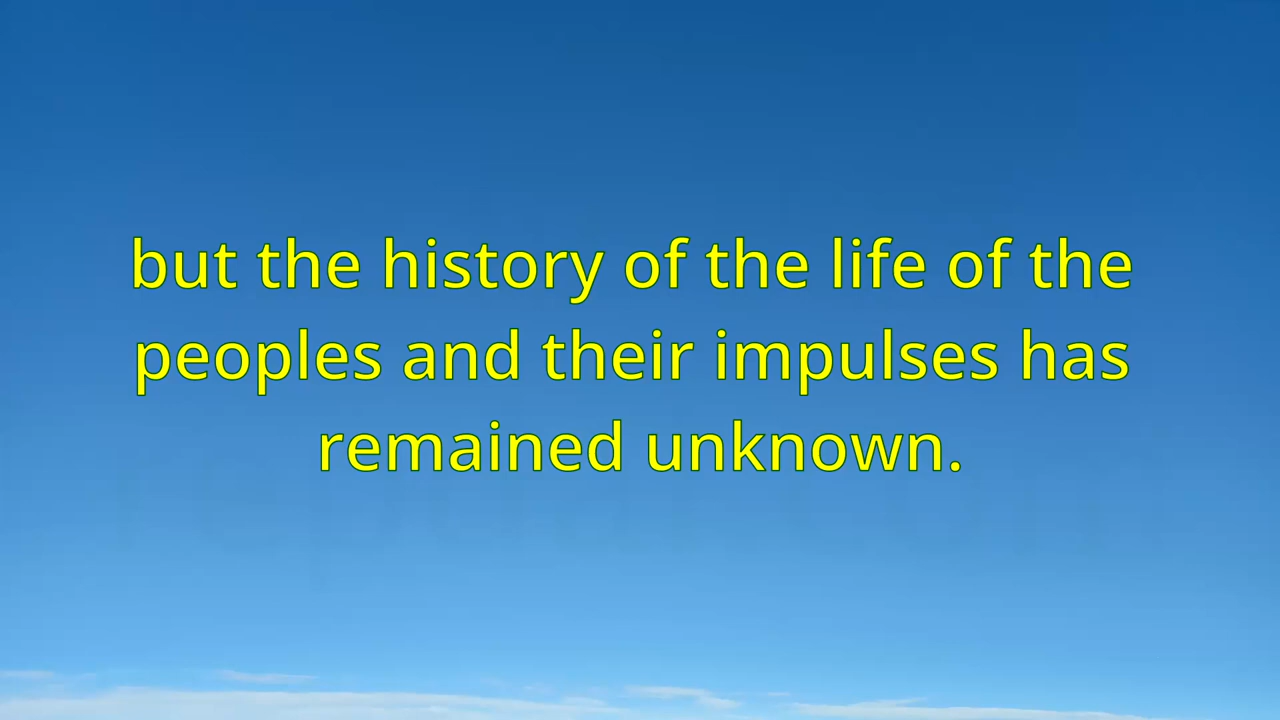 but the history of the life of the
peoples and their impulses has
remained unknown.